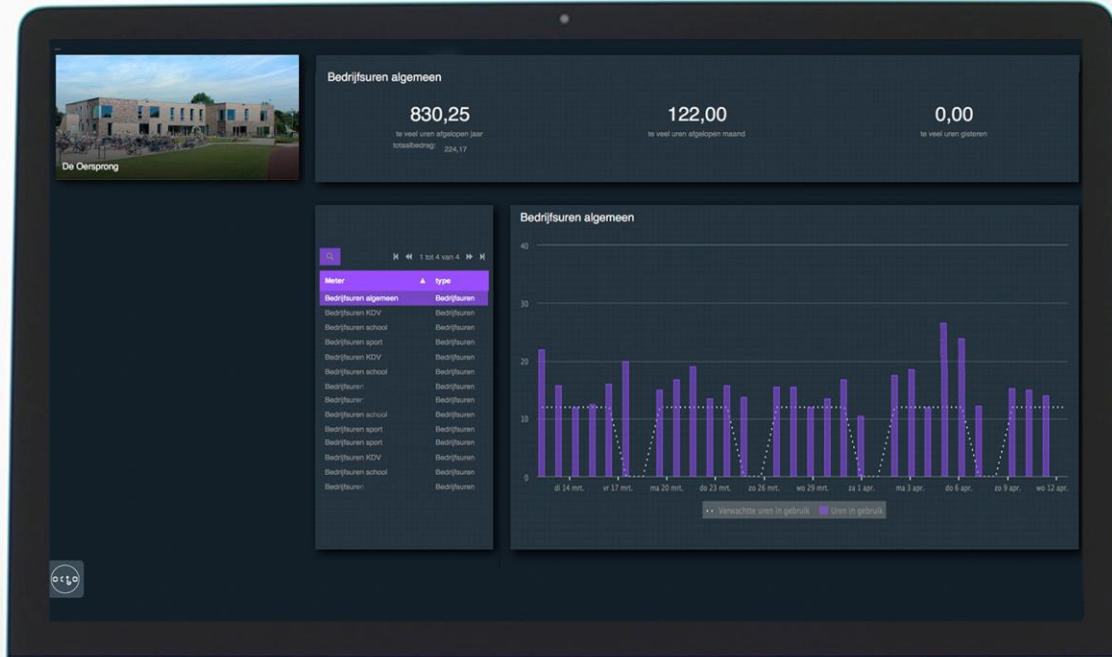 De Oersprong
Bedrijfsuren algemeen
830,25
te veel uren afgelopen jaar
totaalbedrag: 224,17
122,00
te veel uren afgelopen maand
0,00
te veel uren gisteren
1 tot 4 van 4
Meter ▲ type
Bedrijfsuren algemeen Bedrijfsuren
Bedrijfsuren KDV Bedrijfsuren
Bedrijfsuren school Bedrijfsuren
Bedrijfsuren sport Bedrijfsuren
Bedrijfsuren KDV Bedrijfsuren
Bedrijfsuren school Bedrijfsuren
Bedrijfsuren Bedrijfsuren
Bedrijfsuren Bedrijfsuren
Bedrijfsuren school Bedrijfsuren
Bedrijfsuren sport Bedrijfsuren
Bedrijfsuren sport Bedrijfsuren
Bedrijfsuren KDV Bedrijfsuren
Bedrijfsuren school Bedrijfsuren
Bedrijfsuren Bedrijfsuren
Bedrijfsuren algemeen
40
30
20
10
0
di 14 mrt. vr 17 mrt. ma 20 mrt. do 23 mrt. zo 26 mrt. wo 29 mrt. za 1 apr. ma 3 apr. do 6 apr. zo 9 apr. wo 12 apr.
Verwachtte uren in gebruik Uren in gebruik
octo